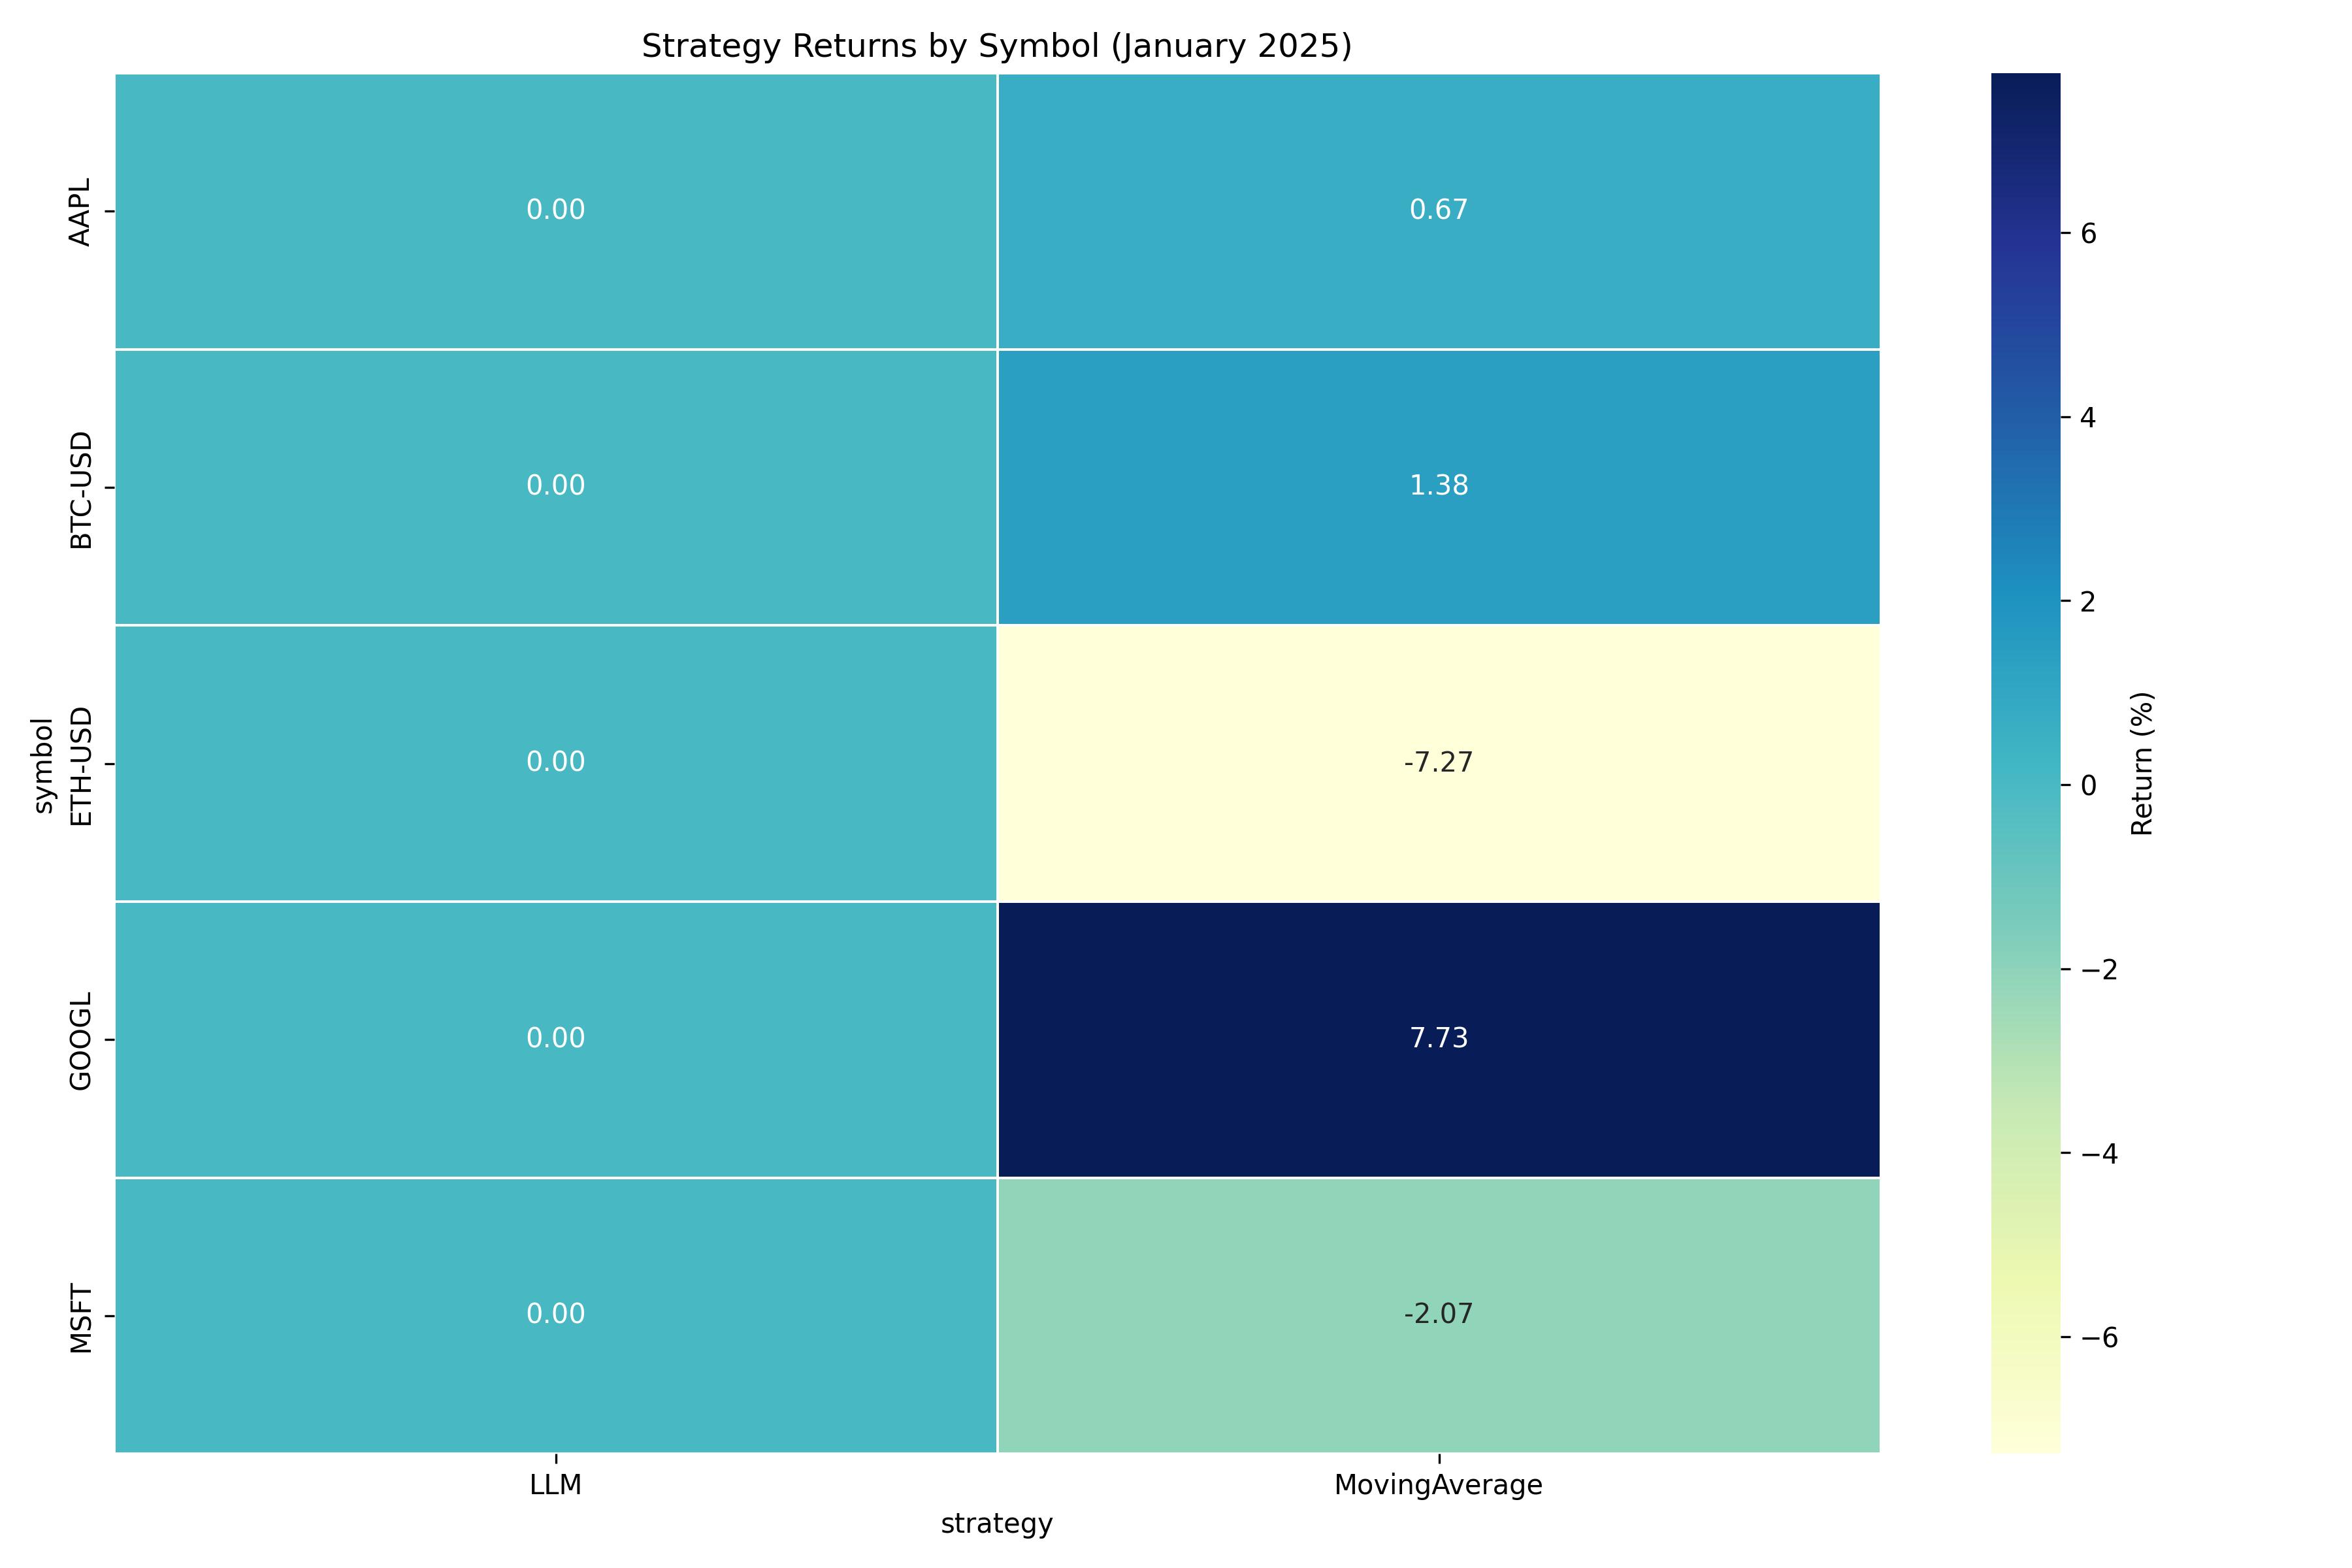 Strategy Returns by Symbol (January 2025)
symbol
AAPL
0.00
0.67
BTC-USD
0.00
1.38
ETH-USD
0.00
-7.27
GOOGL
0.00
7.73
MSFT
0.00
-2.07
LLM
MovingAverage
strategy
6
4
2
0
−2
−4
−6
Return (%)